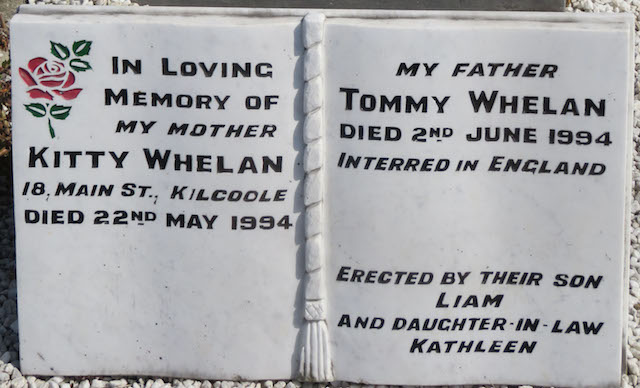 In Loving
Memory of
my mother
Kitty Whelan
18, Main St., Kilcoole
Died 22nd May 1994
my father
Tommy Whelan
Died 2nd June 1994
Interred in England
Erected by their son
Liam
and daughter-in-law
Kathleen